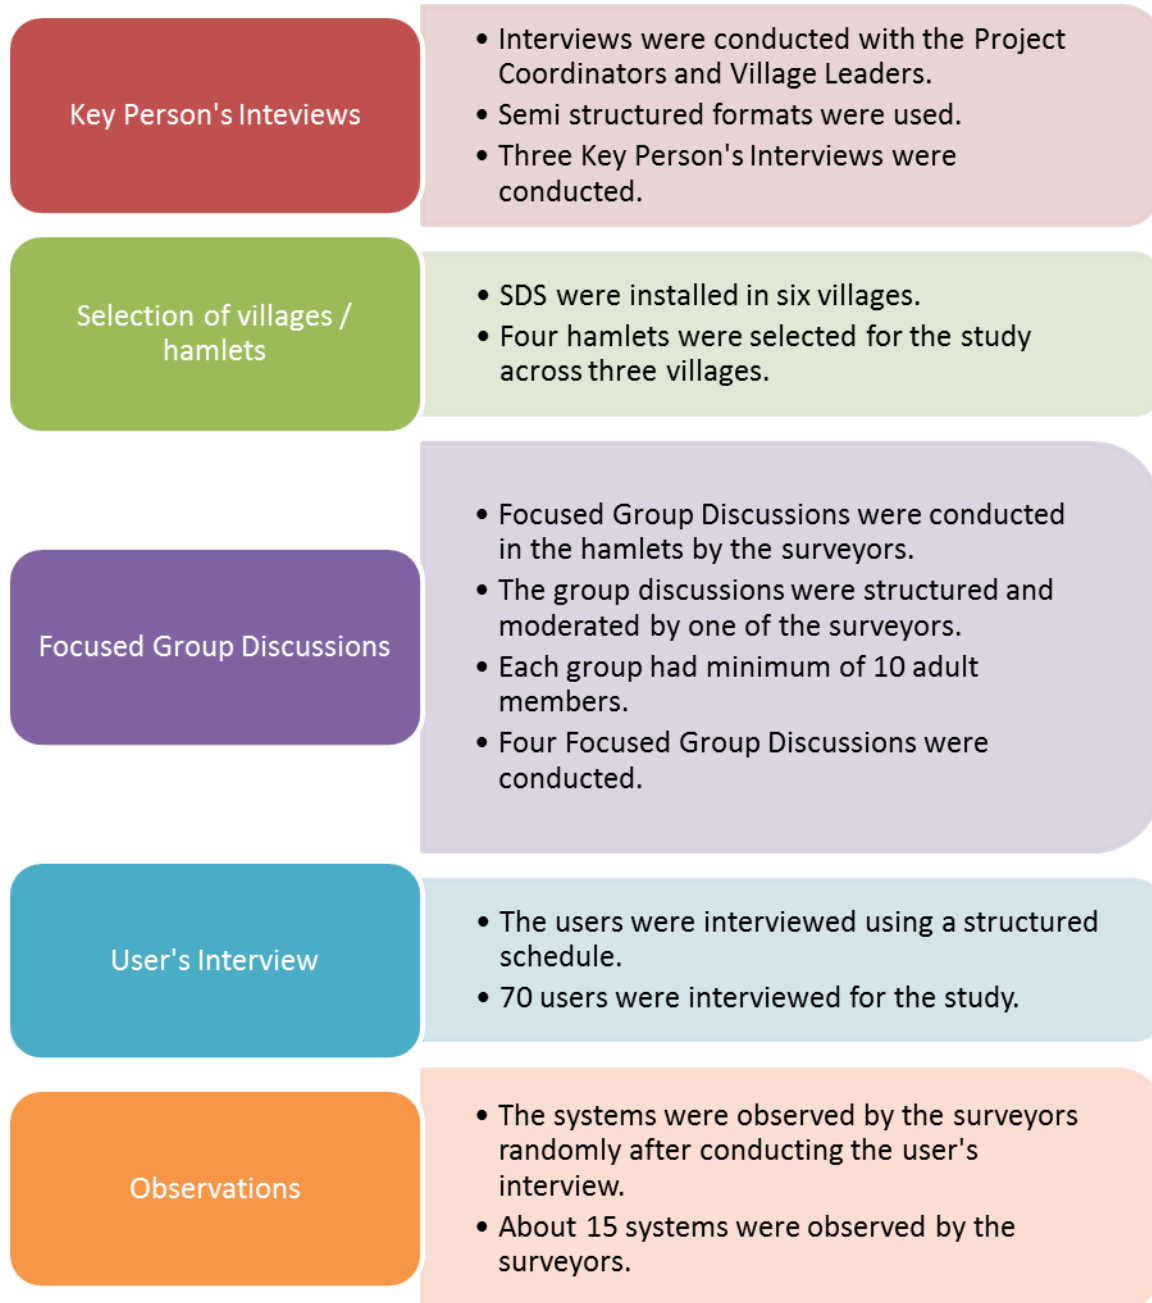 Key Person's Inteviews
• Interviews were conducted with the Project
Coordinators and Village Leaders.
• Semi structured formats were used.
• Three Key Person's Interviews were
conducted.
Selection of villages /
hamlets
• SDS were installed in six villages.
• Four hamlets were selected for the study
across three villages.
Focused Group Discussions
• Focused Group Discussions were conducted
in the hamlets by the surveyors.
• The group discussions were structured and
moderated by one of the surveyors.
• Each group had minimum of 10 adult
members.
• Four Focused Group Discussions were
conducted.
User's Interview
• The users were interviewed using a structured
schedule.
• 70 users were interviewed for the study.
Observations
• The systems were observed by the surveyors
randomly after conducting the user's
interview.
• About 15 systems were observed by the
surveyors.